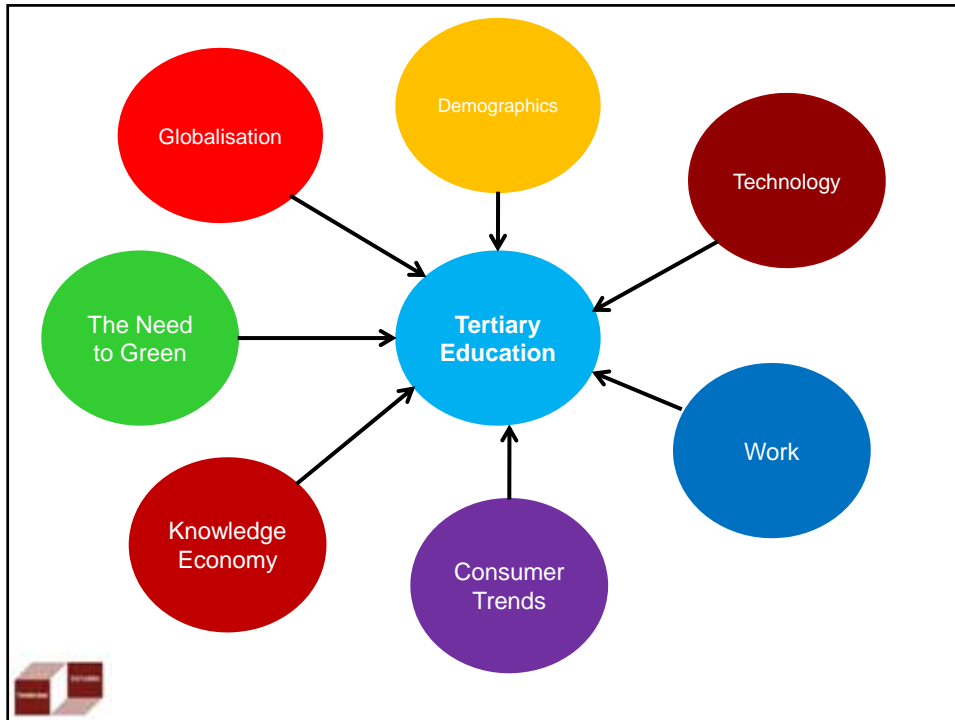 Globalisation
Demographics
Technology
The Need
to Green
Tertiary
Education
Work
Knowledge
Economy
Consumer
Trends